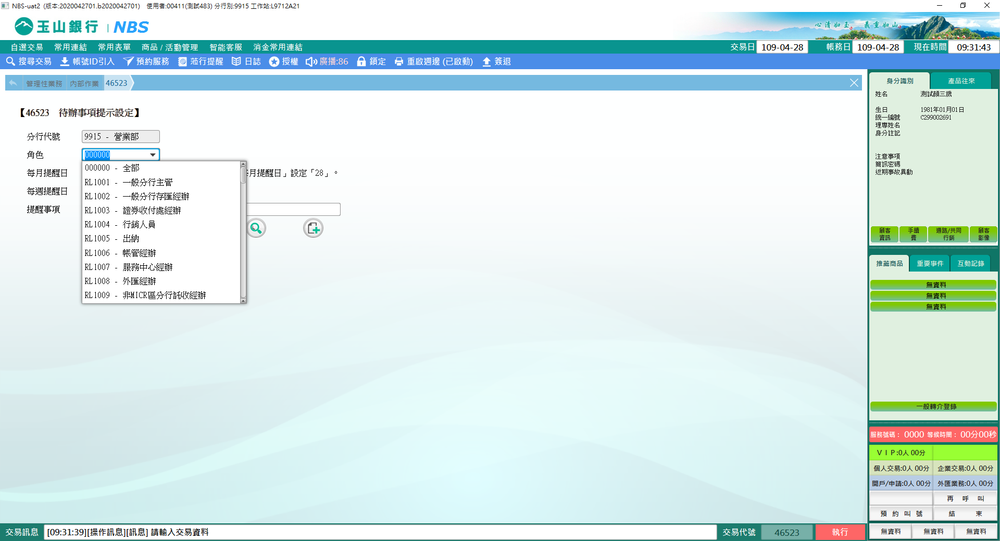 NBS-uat2 (版本:2020042701.b2020042701) 使用者:00411(測試483) 分行別:9915 工作站:L9712A21
玉山銀行 | NBS
心清如玉 義重如山
自選交易 常用連結 常用表單 商品 / 活動管理 智能客服 消金常用連結 交易日 109-04-28 帳務日 109-04-28 現在時間 09:31:43
搜尋交易 帳號ID引入 預約服務 蒞行提醒 日誌 授權 廣播:86 鎖定 重啟週邊 (已啟動) 簽退
管理性業務 內部作業 46523
【46523 待辦事項提示設定】
分行代號 9915 - 營業部
角色 000000
每月提醒日 月提醒日」設定「28」。
每週提醒日
提醒事項
000000 - 全部
RL1001 - 一般分行主管
RL1002 - 一般分行存匯經辦
RL1003 - 證券收付處經辦
RL1004 - 行銷人員
RL1005 - 出納
RL1006 - 帳管經辦
RL1007 - 服務中心經辦
RL1008 - 外匯經辦
RL1009 - 非MICR區分行託收經辦
身分識別 產品往來
姓名 測試顏三歲
生日 1981年01月01日
統一編號 C299002691
理專姓名
身分註記
注意事項
簡訊密碼
近期事故異動
顧客資訊 手續費 通路/共同行銷 顧客影像
推薦商品 重要事件 互動記錄
無資料
無資料
無資料
一般轉介登錄
服務號碼： 0000 等候時間： 00分00秒
ＶＩＰ:0人 00分
個人交易:0人 00分 企業交易:0人 00分
開戶/申請:0人 00分 外匯業務:0人 00分
再 呼 叫
預 約 叫 號 結 束
無資料 無資料 無資料
交易訊息 [09:31:39][操作訊息][訊息] 請輸入交易資料 交易代號 46523 執行